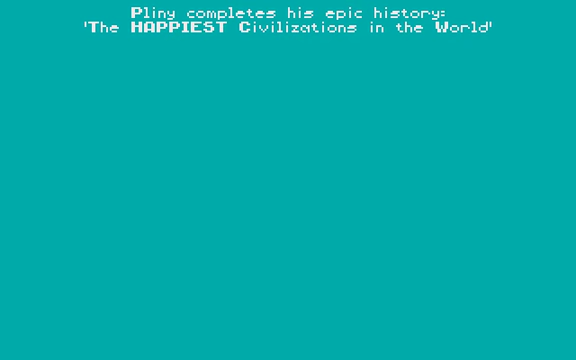 Pliny completes his epic history:
'The HAPPIEST Civilizations in the World'